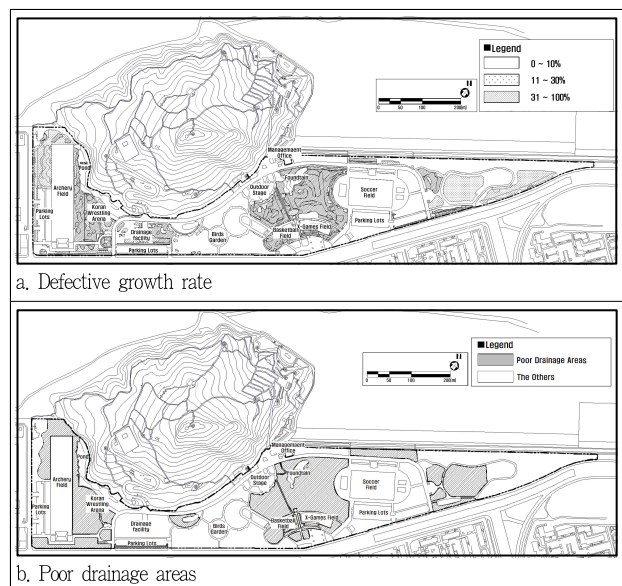 ■Legend
0 ~ 10%
11 ~ 30%
31 ~ 100%
N
0 50 100 200m
Management
Office
Pond
Archery
Field
Koran
Wrestling
Arena
Parking
Lots
Drainage
facility
Parking Lots
Birds
Garden
Outdoor
Stage
Fountain
Basketball
Field
X-Games Field
Soccer
Field
Parking Lots
a. Defective growth rate
■Legend
Poor Drainage Areas
The Others
N
0 50 100 200m
Management
Office
Pond
Archery
Field
Koran
Wrestling
Arena
Parking
Lots
Drainage
facility
Parking Lots
Birds
Garden
Outdoor
Stage
Fountain
Basketball
Field
X-Games Field
Soccer
Field
Parking Lots
b. Poor drainage areas